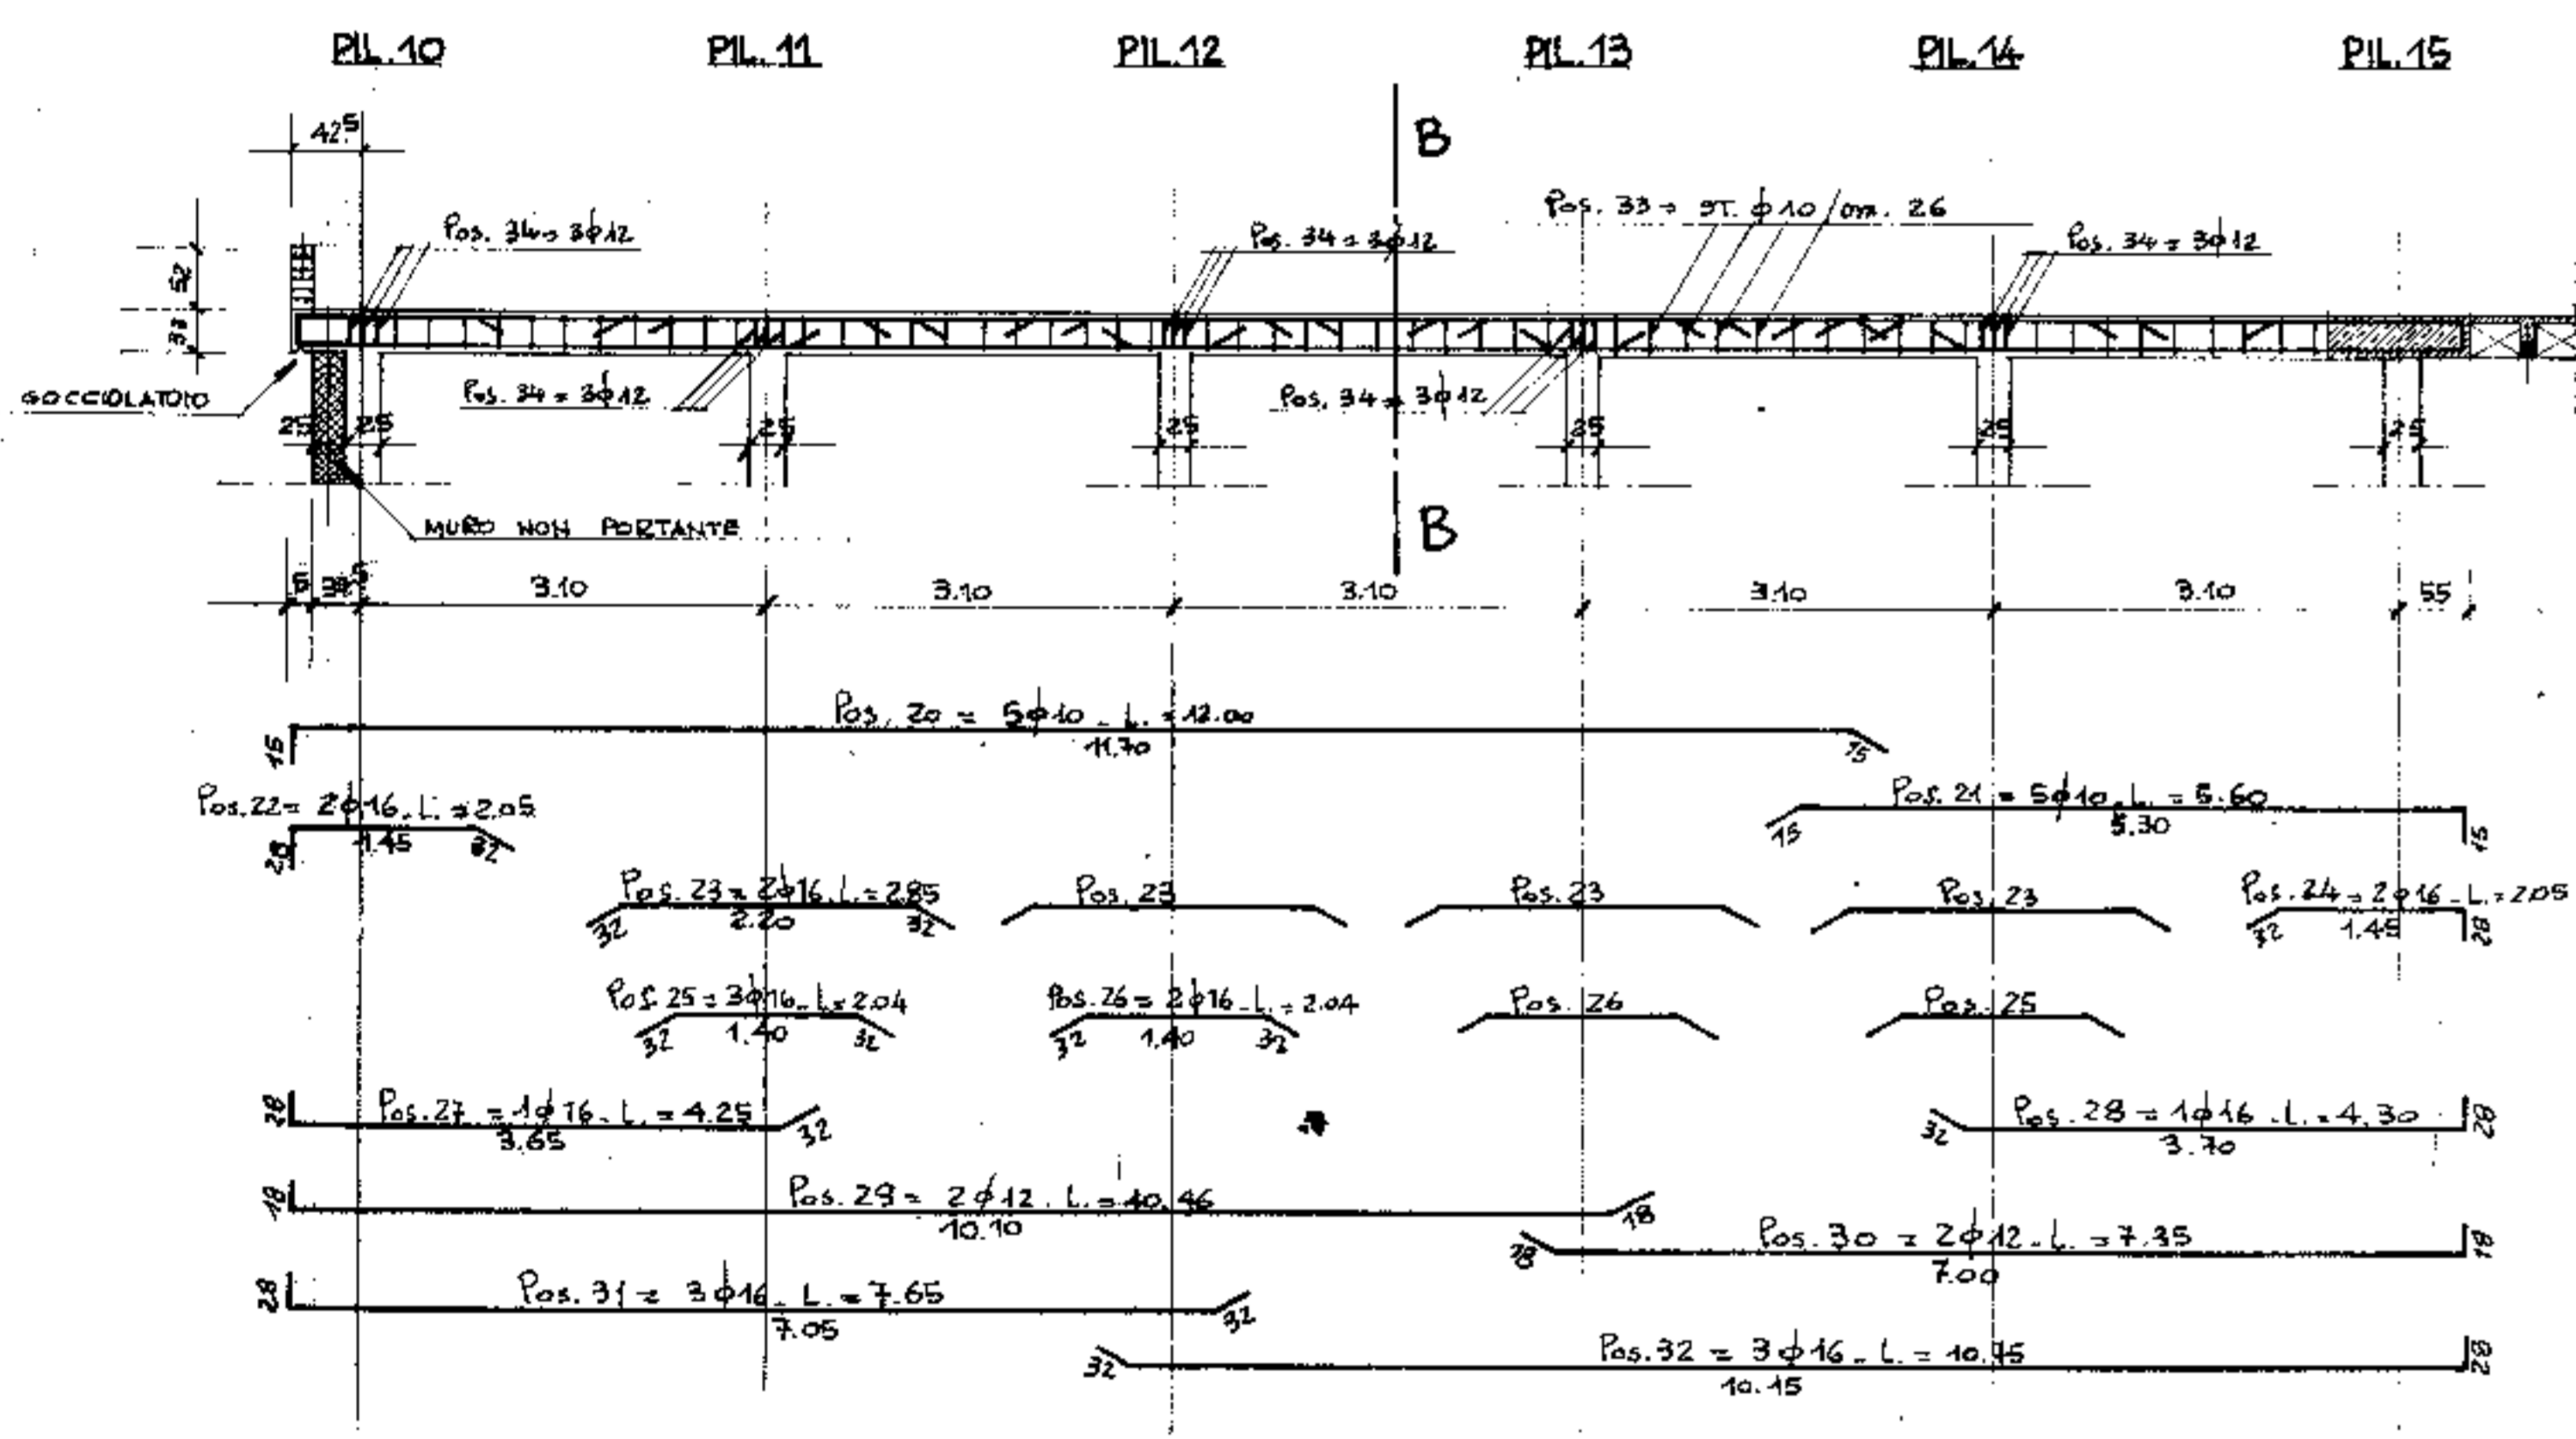 PIL.10 PIL.11 PIL.12 PIL.13 PIL.14 PIL.15
42.5
B
Pos. 33 = ST. ϕ10/cm. 26
Pos. 34 = 3ϕ12
Pos. 34 = 3ϕ12
Pos. 34 = 3ϕ12
52
33
GOCCIOLATOIO
Pos. 34 = 3ϕ12
Pos. 34 = 3ϕ12
25 25 25 25 25 25
MURO NON PORTANTE
B
3.10 3.10 3.10 3.10 3.10 55
Pos. 20 = 5ϕ10 - L. = 12.00
15 11.70 15
Pos. 22 = 2ϕ16 - L. = 2.05
28 1.45 32
Pos. 21 = 5ϕ10 - L. = 5.60
15 5.30 15
Pos. 23 = 2ϕ16 - L. = 2.85
32 2.20 32
Pos. 23
Pos. 23
Pos. 23
Pos. 24 = 2ϕ16 - L. = 2.05
32 1.45 28
Pos. 25 = 3ϕ16 - L. = 2.04
32 1.40 32
Pos. 26 = 2ϕ16 - L. = 2.04
32 1.40 32
Pos. 26
Pos. 25
Pos. 27 = 1ϕ16 - L. = 4.25
28 3.65 32
Pos. 28 = 1ϕ16 - L. = 4.30
32 3.70 28
Pos. 29 = 2ϕ12 - L. = 10.46
18 10.10 18
Pos. 30 = 2ϕ12 - L. = 7.35
18 7.00 18
Pos. 31 = 3ϕ16 - L. = 7.65
28 7.05 32
Pos. 32 = 3ϕ16 - L. = 10.75
32 10.15 28